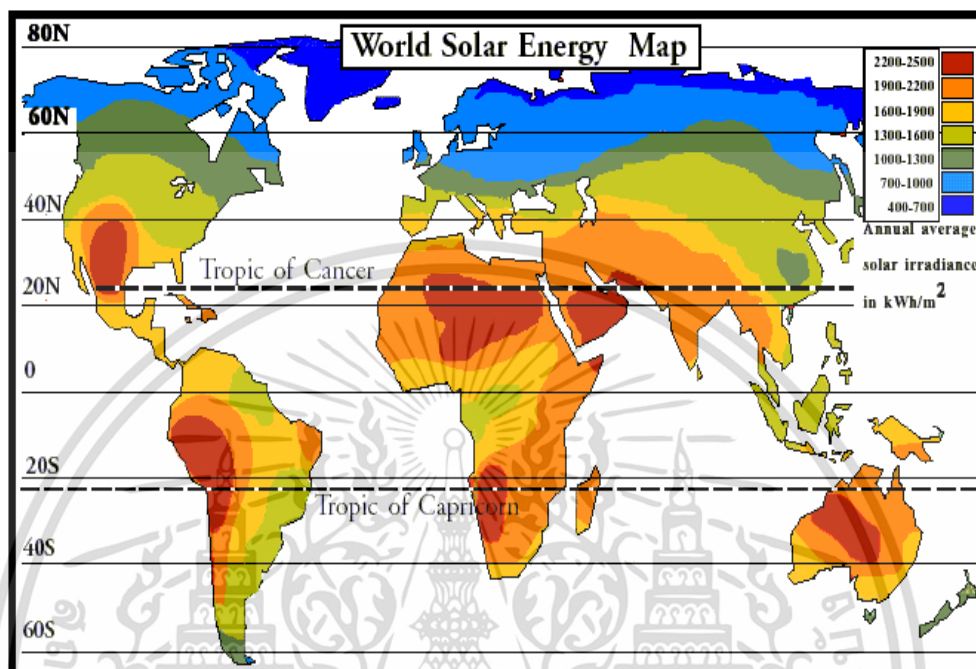 World Solar Energy Map
80N
60N
40N
20N
0
20S
40S
60S
Tropic of Cancer
Tropic of Capricorn
2200-2500
1900-2200
1600-1900
1300-1600
1000-1300
700-1000
400-700
Annual average
solar irradiance
in kWh/m2